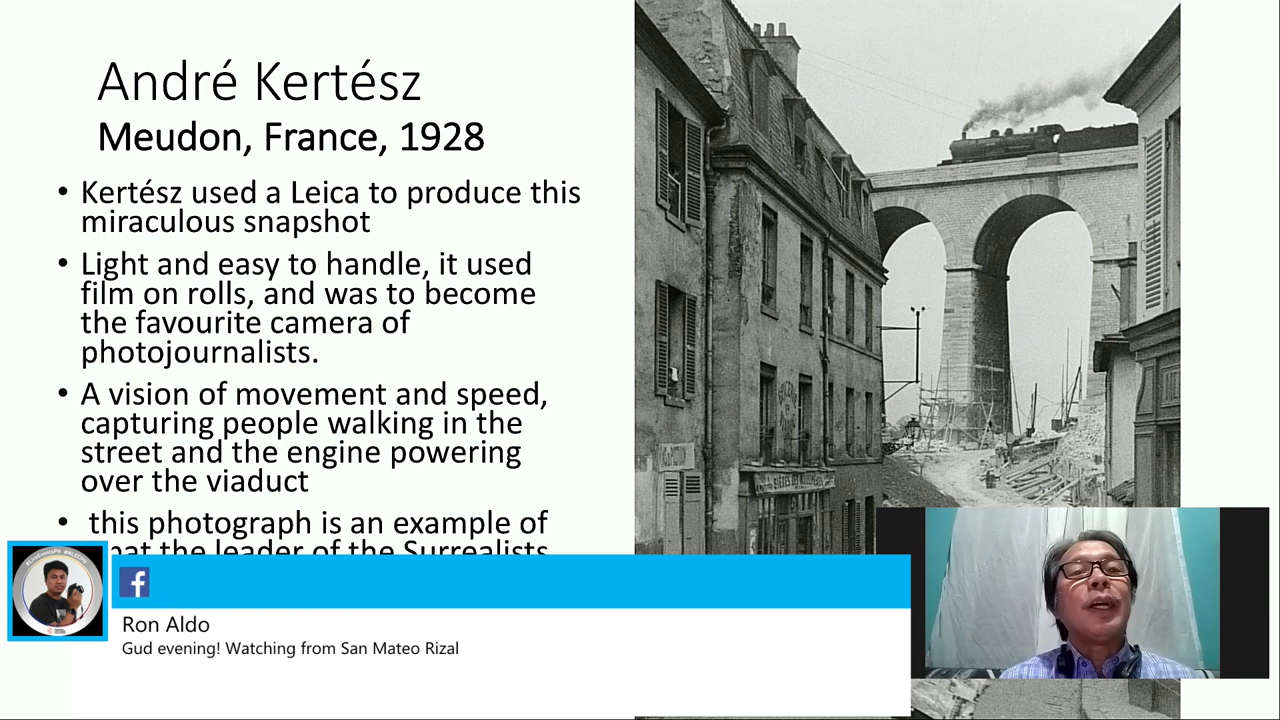 André Kertész
Meudon, France, 1928
• Kertész used a Leica to produce this
miraculous snapshot
• Light and easy to handle, it used
film on rolls, and was to become
the favourite camera of
photojournalists.
• A vision of movement and speed,
capturing people walking in the
street and the engine powering
over the viaduct
• this photograph is an example of
the leader of the Surrealists
f
Ron Aldo
Gud evening! Watching from San Mateo Rizal